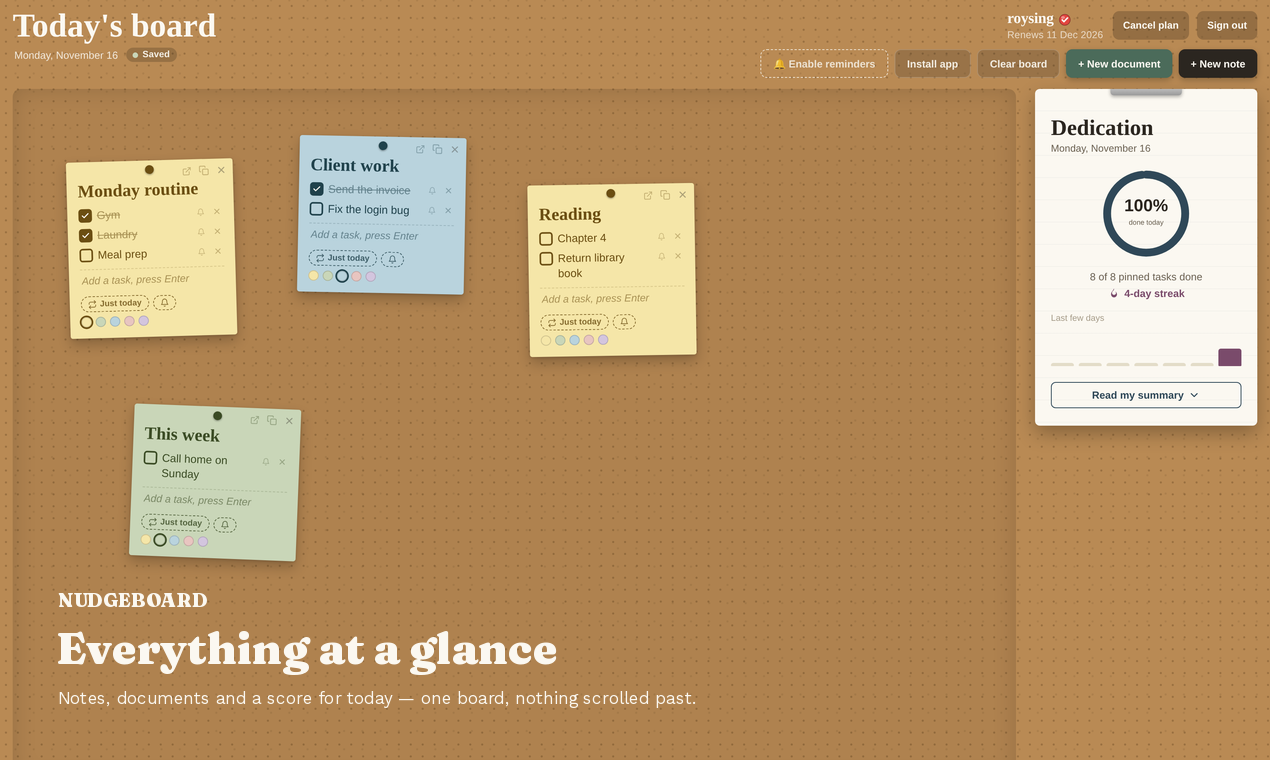 Today's board
Monday, November 16
Saved
roysing
Renews 11 Dec 2026
Cancel plan
Sign out
🔔 Enable reminders
Install app
Clear board
+ New document
+ New note
Monday routine
Gym
Laundry
Meal prep
Add a task, press Enter
Just today
Client work
Send the invoice
Fix the login bug
Add a task, press Enter
Just today
Reading
Chapter 4
Return library
book
Add a task, press Enter
Just today
Dedication
Monday, November 16
100%
done today
8 of 8 pinned tasks done
4-day streak
Last few days
Read my summary
This week
Call home on
Sunday
Add a task, press Enter
Just today
NUDGEBOARD
Everything at a glance
Notes, documents and a score for today — one board, nothing scrolled past.